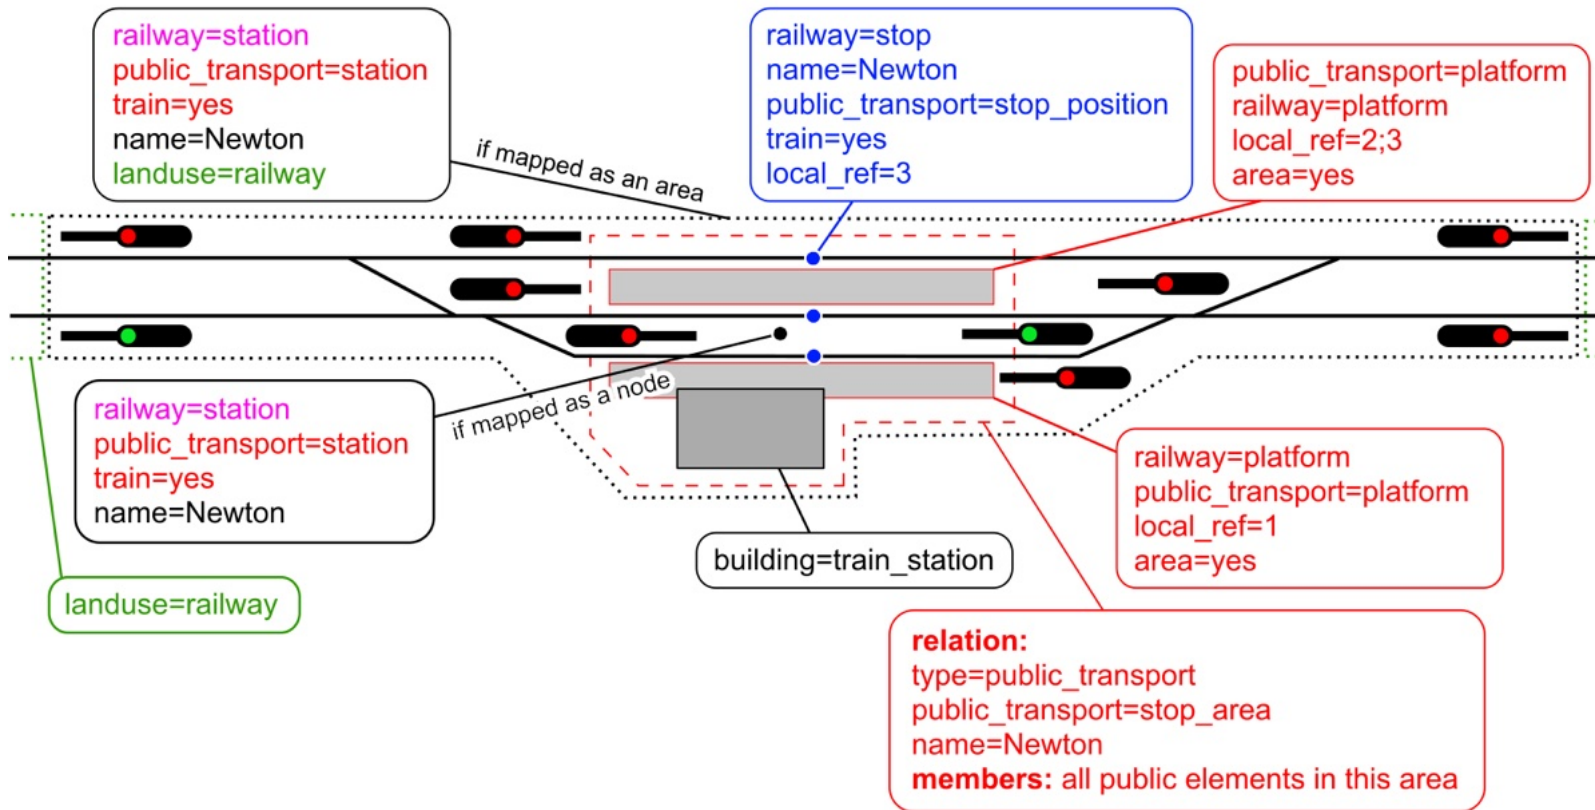 railway=station
public_transport=station
train=yes
name=Newton
landuse=railway
if mapped as an area
railway=stop
name=Newton
public_transport=stop_position
train=yes
local_ref=3
public_transport=platform
railway=platform
local_ref=2;3
area=yes
railway=station
public_transport=station
train=yes
name=Newton
if mapped as a node
landuse=railway
building=train_station
railway=platform
public_transport=platform
local_ref=1
area=yes
relation:
type=public_transport
public_transport=stop_area
name=Newton
members: all public elements in this area